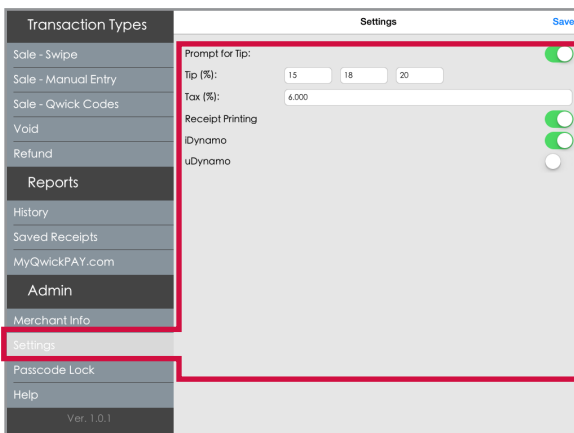 Transaction Types
Sale - Swipe
Sale - Manual Entry
Sale - Qwick Codes
Void
Refund
Reports
History
Saved Receipts
MyQwickPAY.com
Admin
Merchant Info
Settings
Passcode Lock
Help
Ver. 1.0.1
Settings Save
Prompt for Tip:
Tip (%): 15 18 20
Tax (%): 6.000
Receipt Printing
iDynamo
uDynamo